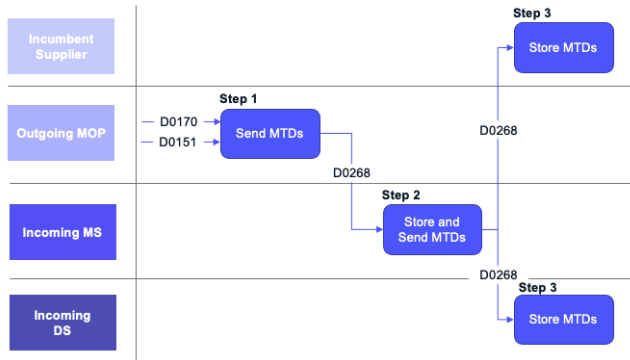 Step 3
Incumbent
Supplier
Store MTDs
Step 1
D0170
Outgoing MOP
Send MTDs
D0268
D0151
D0268
Step 2
Incoming MS
Store and
Send MTDs
D0268
Step 3
Incoming
DS
Store MTDs